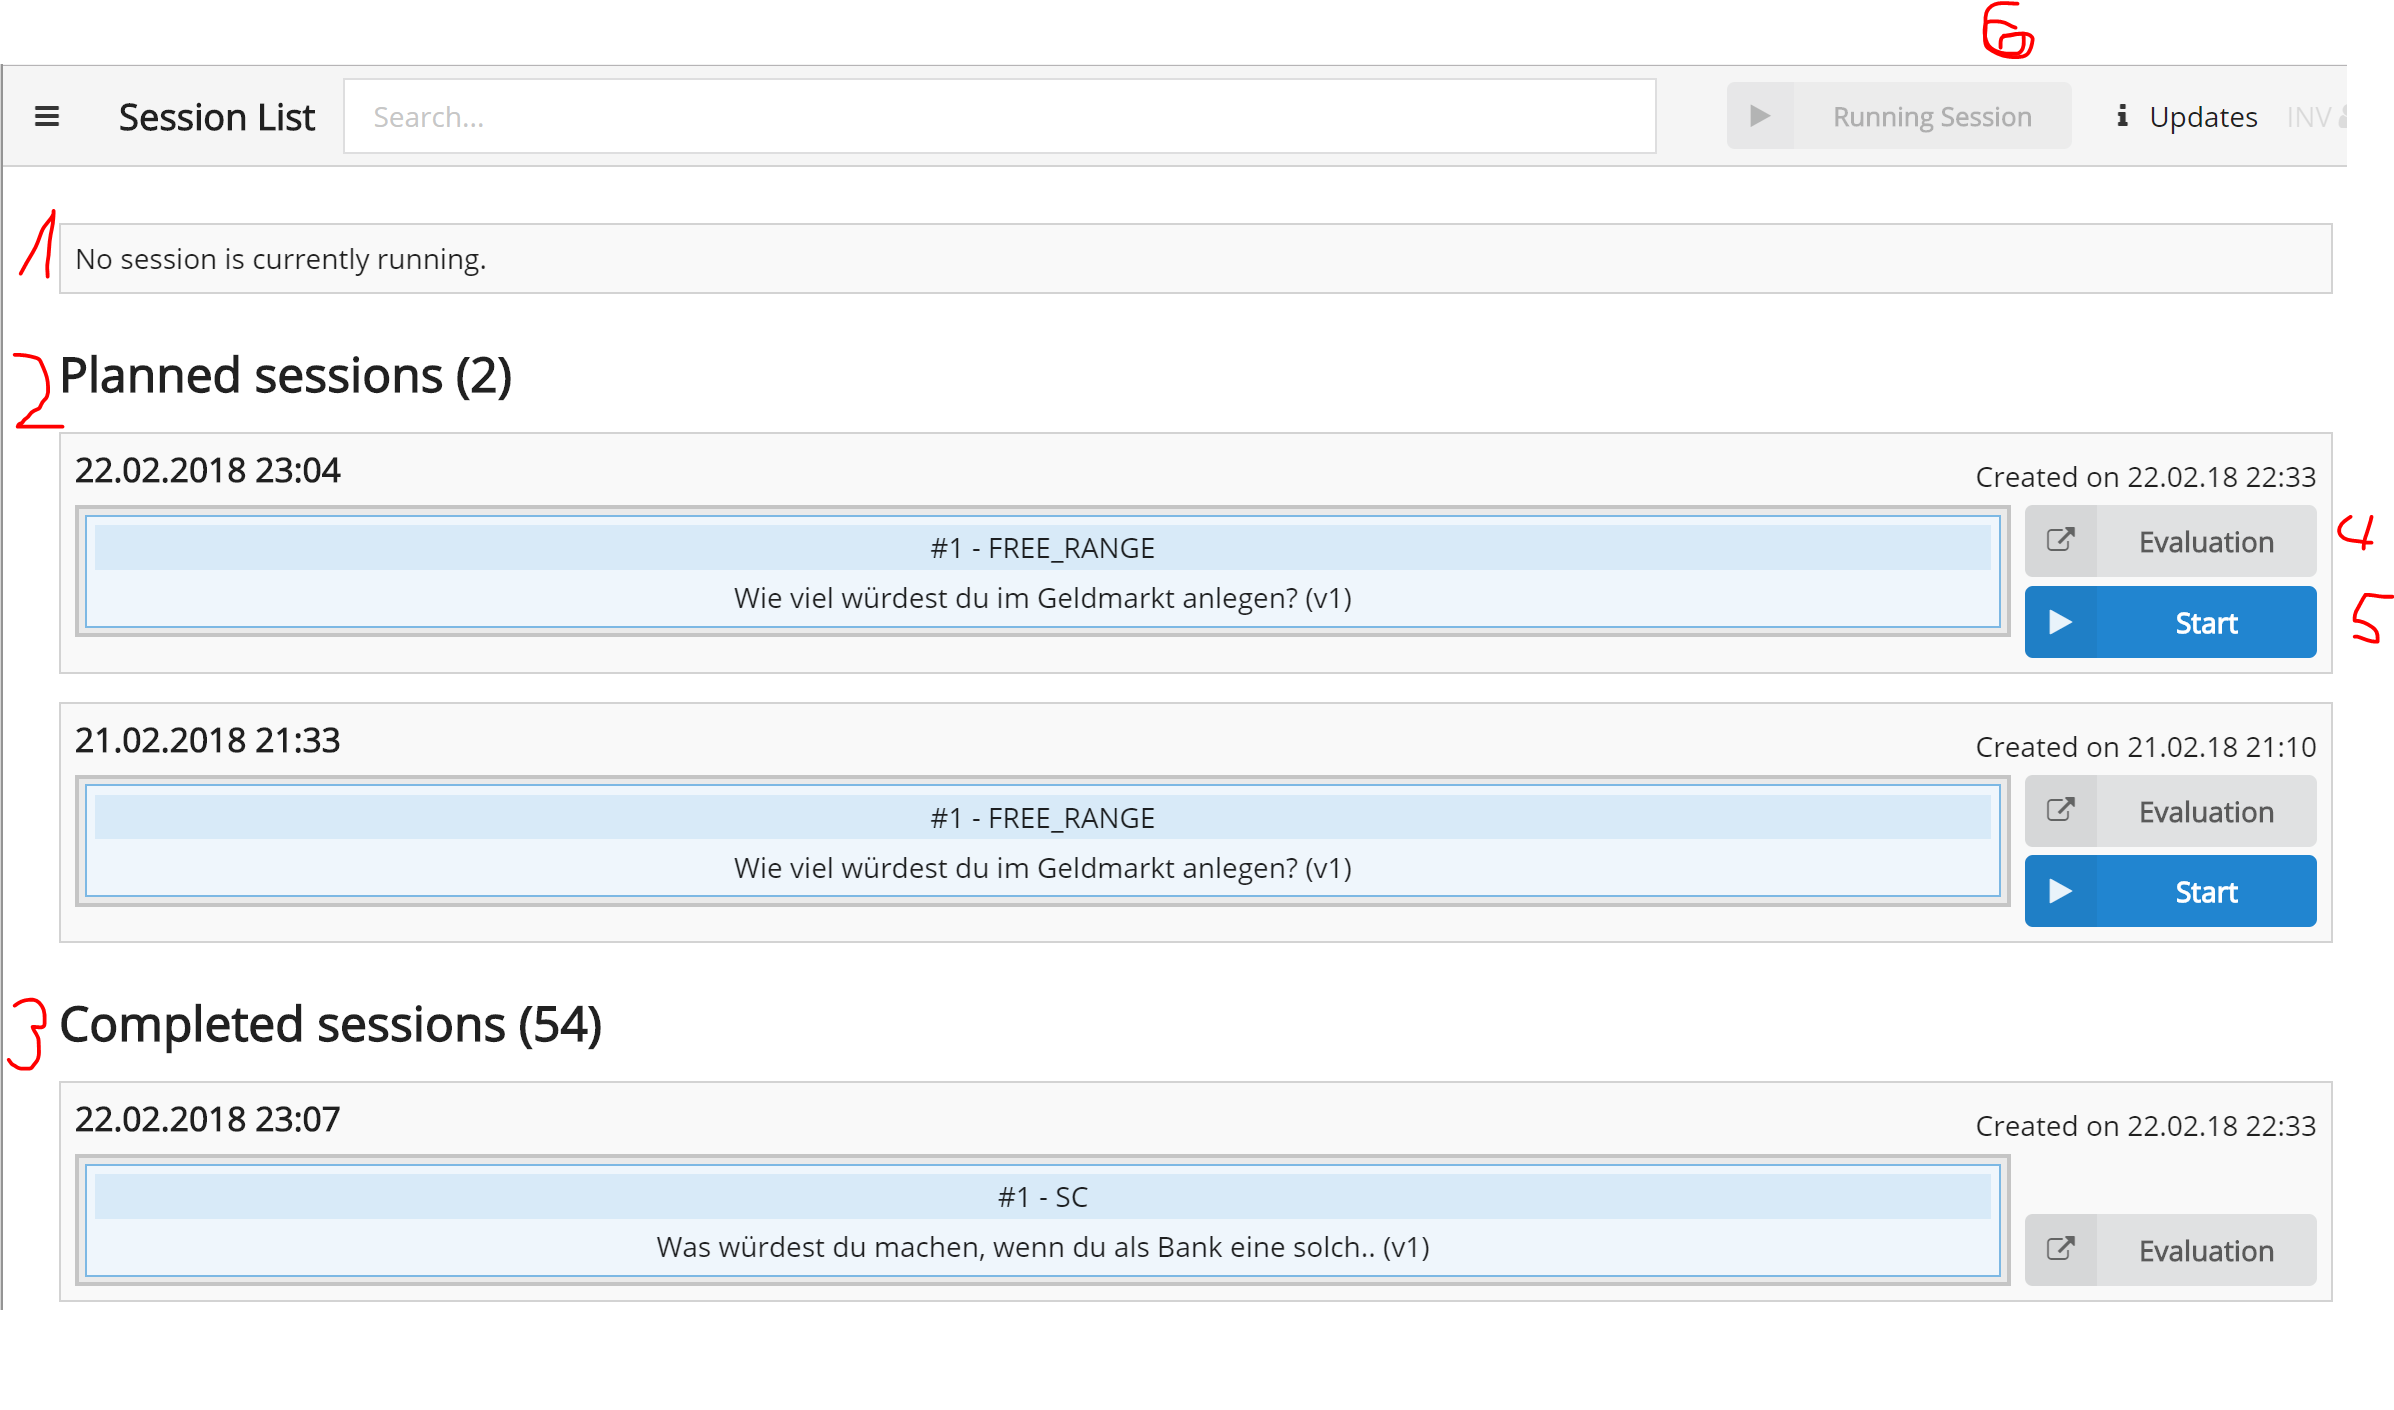 6
Session List Search... Running Session i Updates INV
1 No session is currently running.
2 Planned sessions (2)
22.02.2018 23:04 Created on 22.02.18 22:33
#1 - FREE_RANGE Evaluation 4
Wie viel würdest du im Geldmarkt anlegen? (v1) Start 5
21.02.2018 21:33 Created on 21.02.18 21:10
#1 - FREE_RANGE Evaluation
Wie viel würdest du im Geldmarkt anlegen? (v1) Start
3 Completed sessions (54)
22.02.2018 23:07 Created on 22.02.18 22:33
#1 - SC
Was würdest du machen, wenn du als Bank eine solch.. (v1) Evaluation